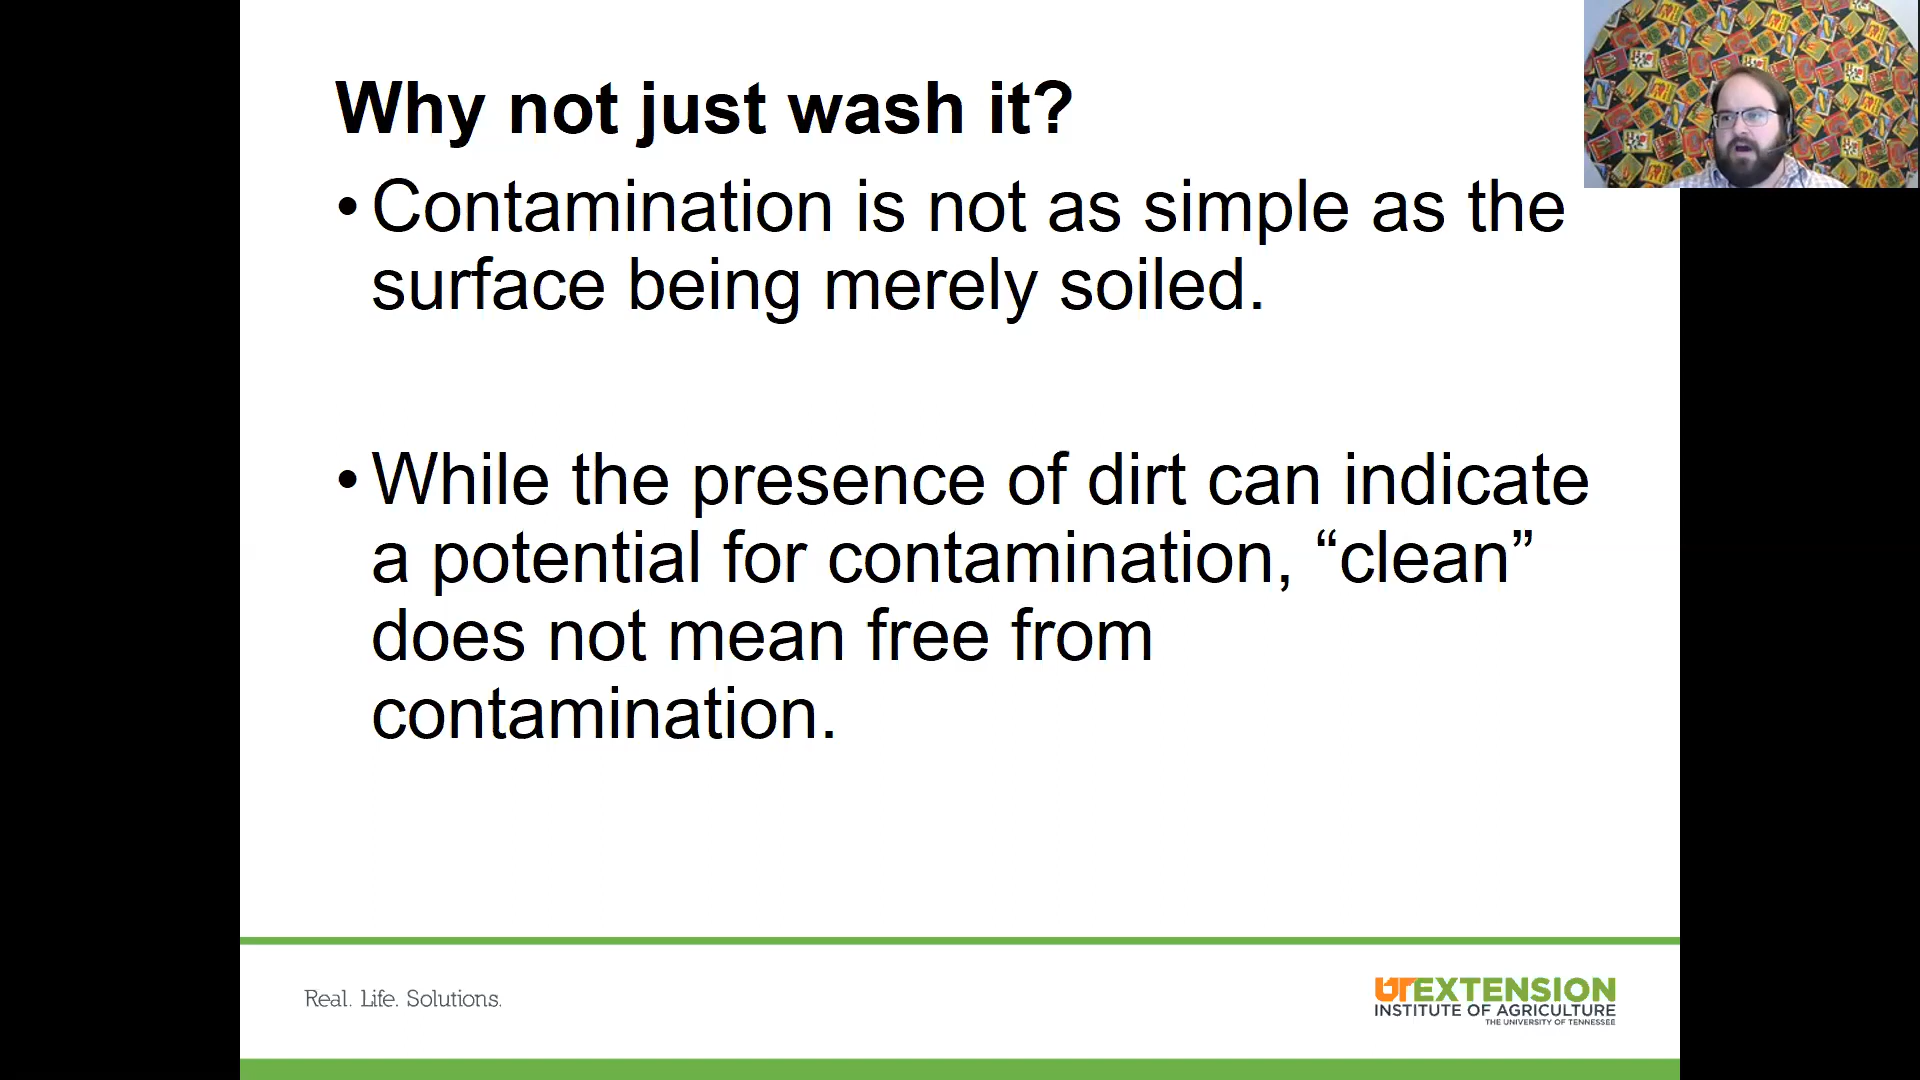 Why not just wash it?
• Contamination is not as simple as the
surface being merely soiled.
• While the presence of dirt can indicate
a potential for contamination, “clean”
does not mean free from
contamination.
Real. Life. Solutions.
UTEXTENSION
INSTITUTE OF AGRICULTURE
THE UNIVERSITY OF TENNESSEE